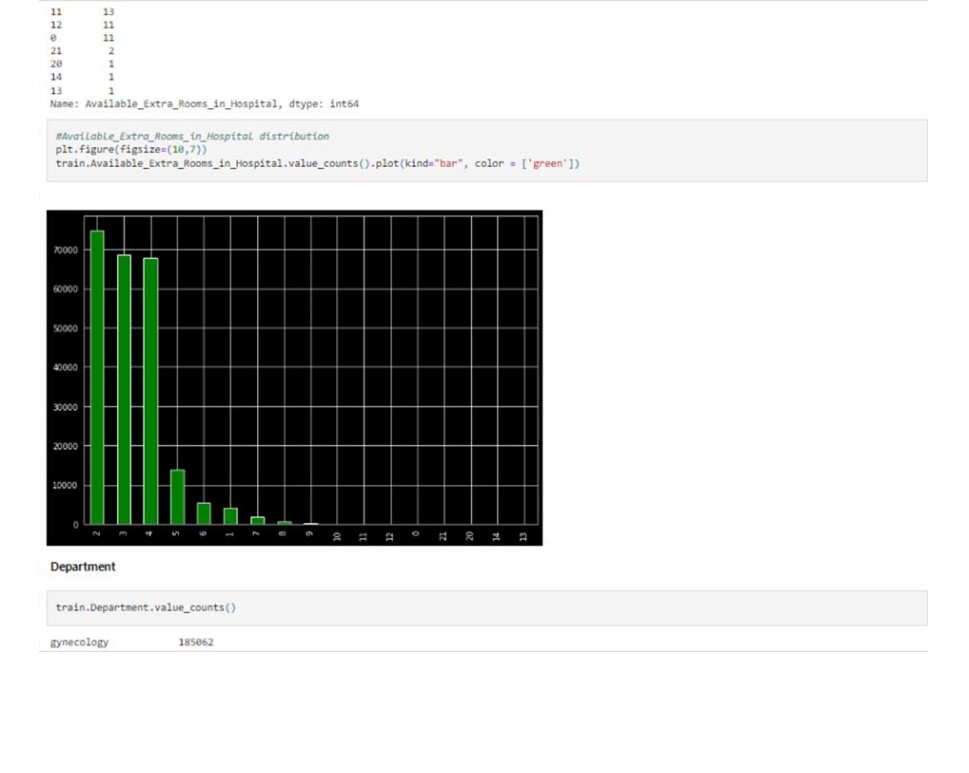 11 13
12 11
0 11
21 2
20 1
14 1
13 1
Name: Available_Extra_Rooms_in_Hospital, dtype: int64
#Available_Extra_Rooms_in_Hospital distribution
plt.figure(figsize=(10,7))
train.Available_Extra_Rooms_in_Hospital.value_counts().plot(kind="bar", color = ['green'])
70000
60000
50000
40000
30000
20000
10000
0
2 3 4 5 6 1 7 8 9 10 11 12 0 21 20 14 13
Department
train.Department.value_counts()
gynecology 185062